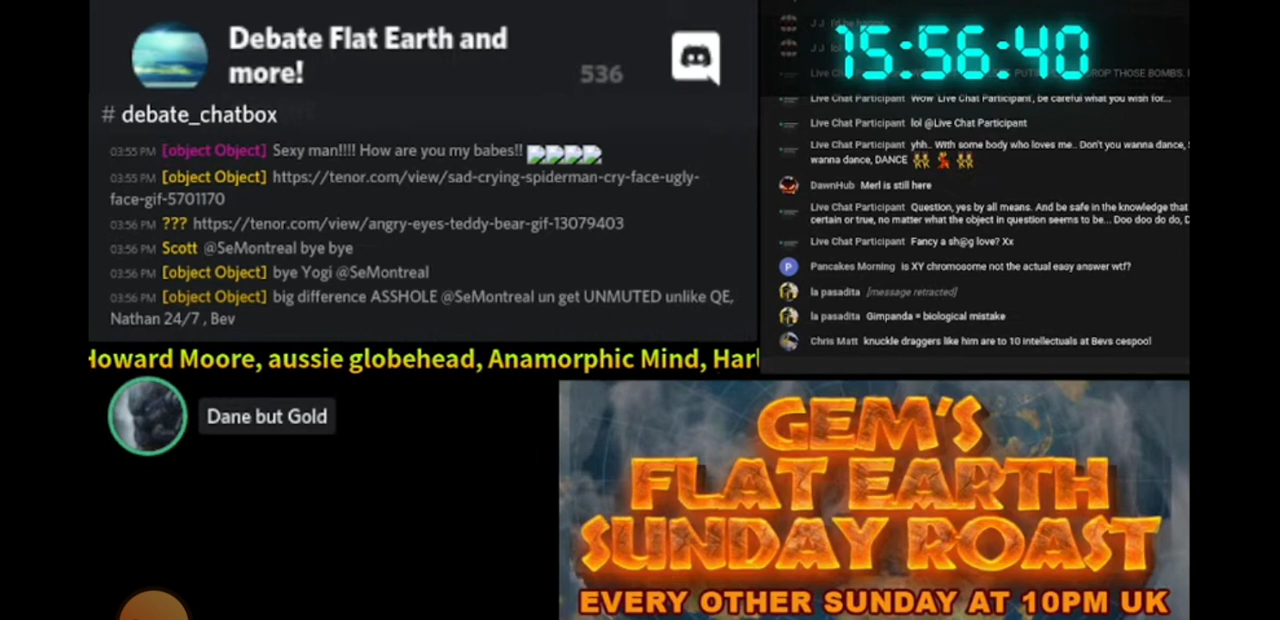 Debate Flat Earth and
more!
536
# debate_chatbox
03:55 PM [object Object] Sexy man!!!! How are you my babes!!
03:55 PM [object Object] https://tenor.com/view/sad-crying-spiderman-cry-face-ugly-
face-gif-5701170
03:56 PM ??? https://tenor.com/view/angry-eyes-teddy-bear-gif-13079403
03:56 PM Scott @SeMontreal bye bye
03:56 PM [object Object] bye Yogi @SeMontreal
03:56 PM [object Object] big difference ASSHOLE @SeMontreal un get UNMUTED unlike QE,
Nathan 24/7 , Bev
Howard Moore, aussie globehead, Anamorphic Mind, Harl
Dane but Gold
15:56:40
J J I'd be happy
J J lol
Live Chat DROP THOSE BOMBS.
Live Chat Participant Wow 'Live Chat Participant', be careful what you wish for...
Live Chat Participant lol @Live Chat Participant
Live Chat Participant yhh.. With some body who loves me.. Don't you wanna dance,
wanna dance, DANCE 👯 💃 👯
DawnHub Merl is still here
Live Chat Participant Question, yes by all means. And be safe in the knowledge that
certain or true, no matter what the object in question seems to be... Doo doo do do, D
Live Chat Participant Fancy a sh@g love? Xx
P Pancakes Morning is XY chromosome not the actual easy answer wtf?
la pasadita [message retracted]
la pasadita Gimpanda = biological mistake
Chris Matt knuckle draggers like him are to 10 intellectuals at Bevs cespool
GEM'S
FLAT EARTH
SUNDAY ROAST
EVERY OTHER SUNDAY AT 10PM UK